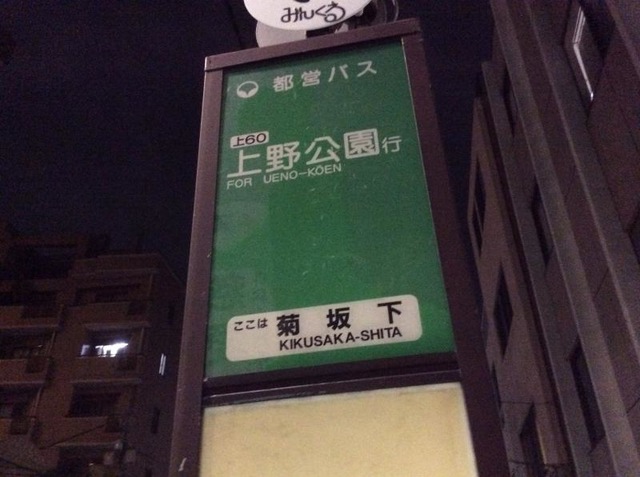 みんくる
都営バス
上60
上野公園行
FOR UENO-KŌEN
ここは 菊坂下
KIKUSAKA-SHITA